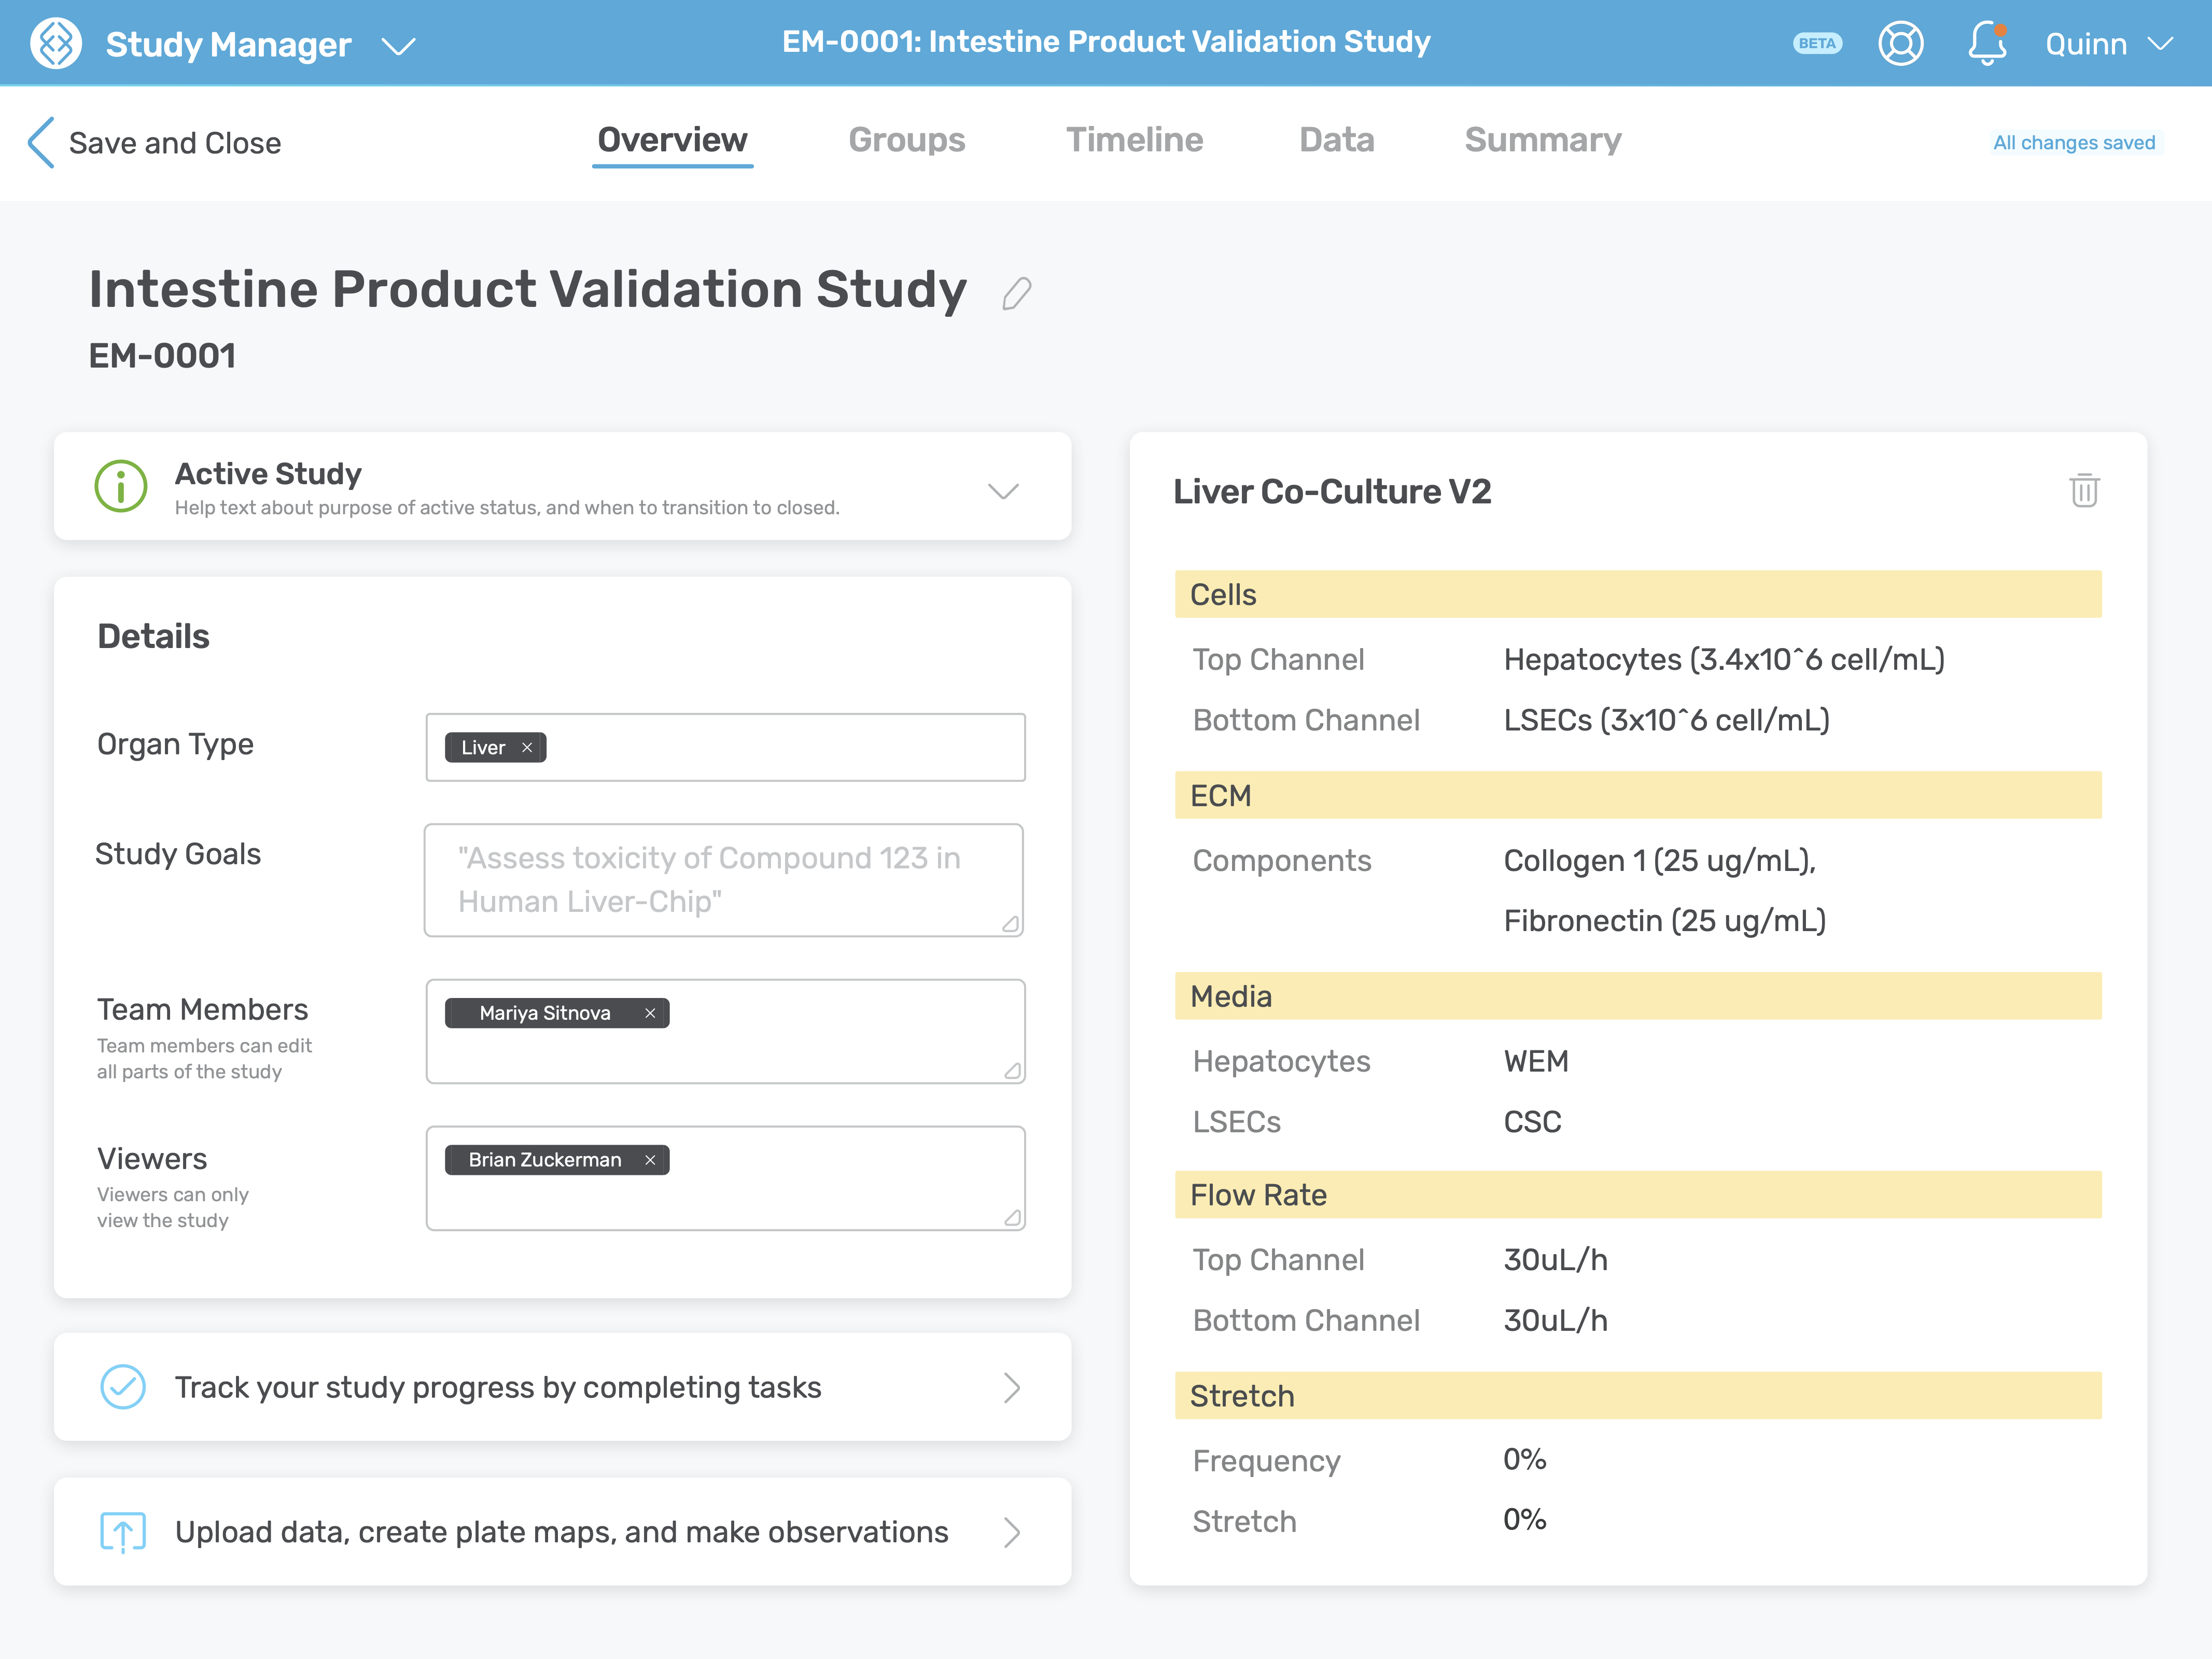 Study Manager
EM-0001: Intestine Product Validation Study
BETA
Quinn
Save and Close
Overview
Groups
Timeline
Data
Summary
All changes saved
Intestine Product Validation Study
EM-0001
Active Study
Help text about purpose of active status, and when to transition to closed.
Details
Organ Type
Liver ×
Study Goals
"Assess toxicity of Compound 123 in
Human Liver-Chip"
Team Members
Team members can edit
all parts of the study
Mariya Sitnova ×
Viewers
Viewers can only
view the study
Brian Zuckerman ×
Track your study progress by completing tasks
Upload data, create plate maps, and make observations
Liver Co-Culture V2
Cells
Top Channel Hepatocytes (3.4x10^6 cell/mL)
Bottom Channel LSECs (3x10^6 cell/mL)
ECM
Components Collogen 1 (25 ug/mL),
Fibronectin (25 ug/mL)
Media
Hepatocytes WEM
LSECs CSC
Flow Rate
Top Channel 30uL/h
Bottom Channel 30uL/h
Stretch
Frequency 0%
Stretch 0%